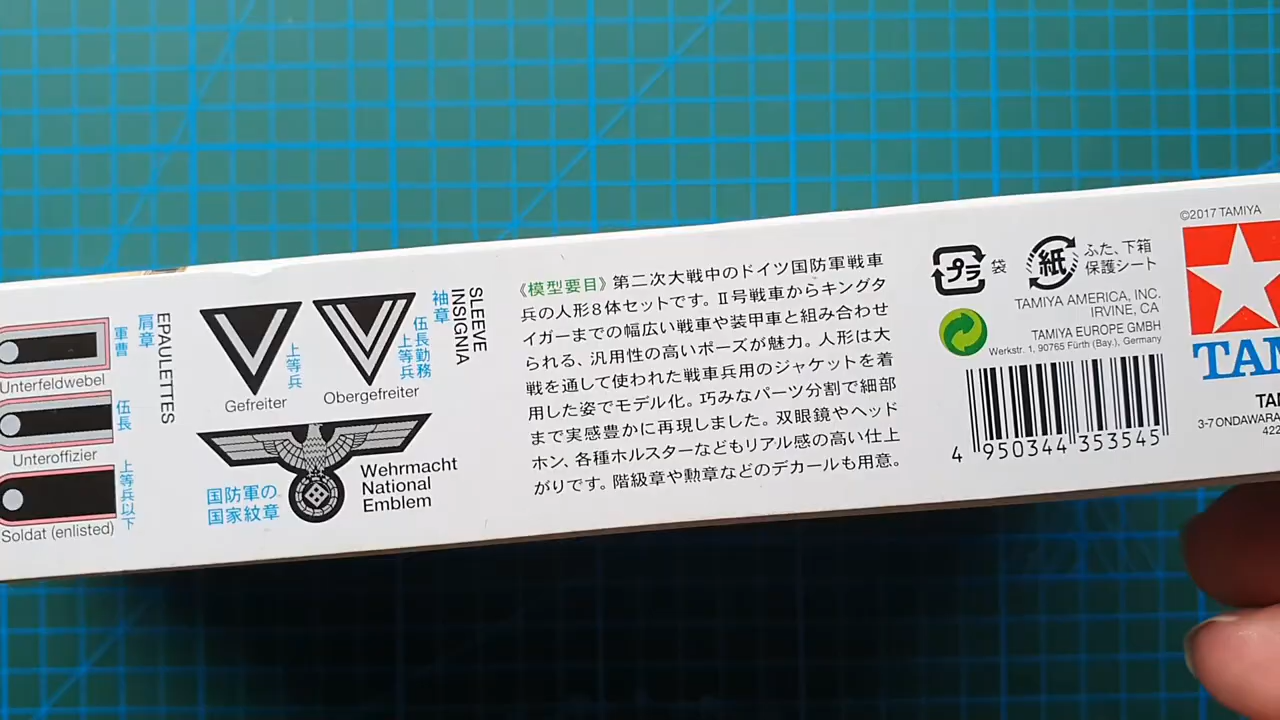 Unterfeldwebel
軍曹
Unteroffizier
伍長
Soldat (enlisted)
上等兵以下
EPAULETTES
肩章
Gefreiter
上等兵
Obergefreiter
伍長勤務
上等兵
SLEEVE
INSIGNIA
袖章
国防軍の
国家紋章
Wehrmacht
National
Emblem
《模型要目》第二次大戦中のドイツ国防軍戦車
兵の人形8体セットです。II号戦車からキングタ
イガーまでの幅広い戦車や装甲車と組み合わせ
られる、汎用性の高いポーズが魅力。人形は大
戦を通して使われた戦車兵用のジャケットを着
用した姿でモデル化。巧みなパーツ分割で細部
まで実感豊かに再現しました。双眼鏡やヘッド
ホン、各種ホルスターなどもリアル感の高い仕上
がりです。階級章や勲章などのデカールも用意。
プラ 袋
紙 ふた、下箱
保護シート
TAMIYA AMERICA, INC.
IRVINE, CA
TAMIYA EUROPE GMBH
Werkstr. 1, 90765 Fürth (Bay.), Germany
4 950344 353545
©2017 TAMIYA
TAM
TAM
3-7 ONDAWARA
422